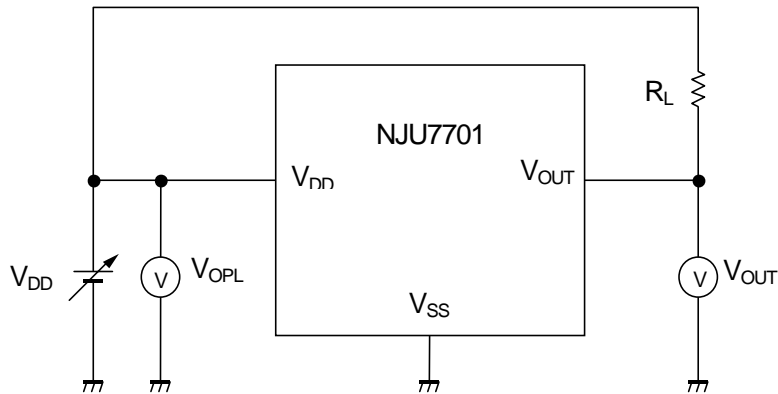 R_L
NJU7701
V_DD
V_OUT
V_DD
V
V_OPL
V
V_OUT
V_SS